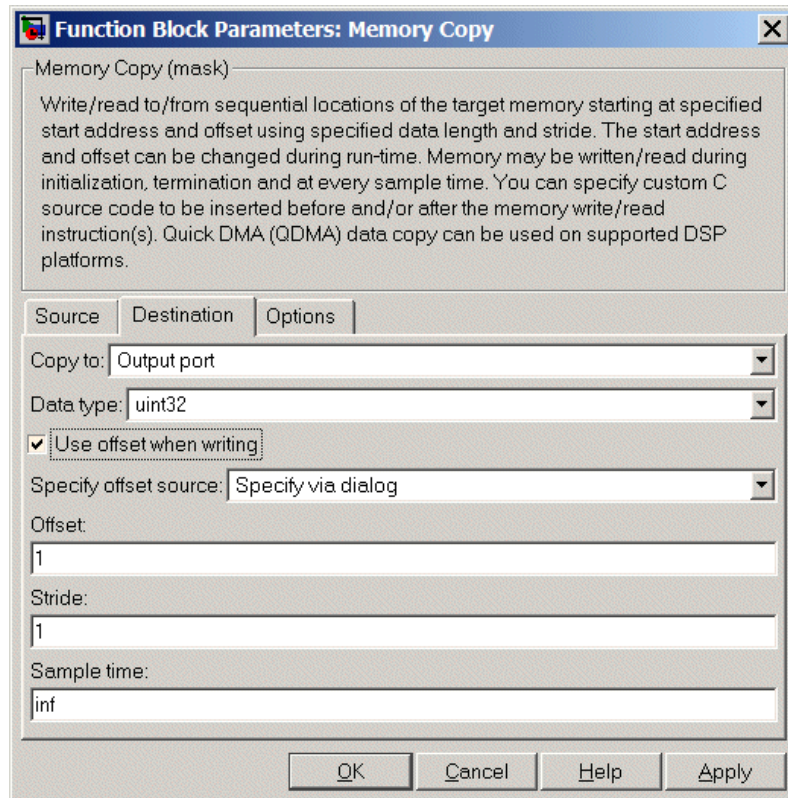 Function Block Parameters: Memory Copy
Memory Copy (mask)
Write/read to/from sequential locations of the target memory starting at specified
start address and offset using specified data length and stride. The start address
and offset can be changed during run-time. Memory may be written/read during
initialization, termination and at every sample time. You can specify custom C
source code to be inserted before and/or after the memory write/read
instruction(s). Quick DMA (QDMA) data copy can be used on supported DSP
platforms.
Source Destination Options
Copy to: Output port
Data type: uint32
Use offset when writing
Specify offset source: Specify via dialog
Offset:
1
Stride:
1
Sample time:
inf
OK Cancel Help Apply